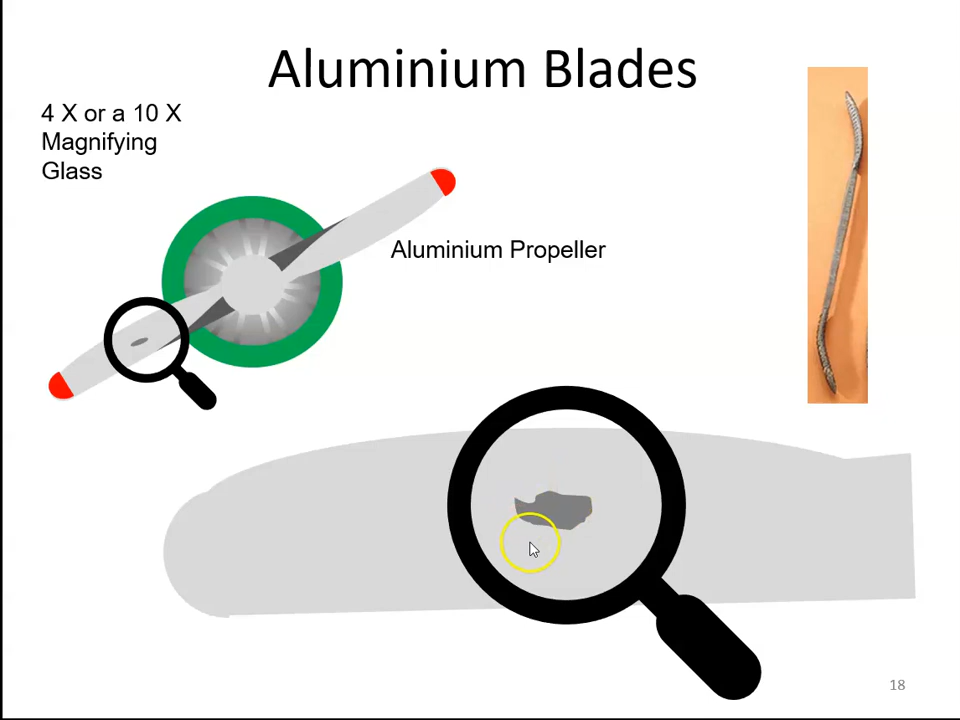 Aluminium Blades
4 X or a 10 X
Magnifying
Glass
Aluminium Propeller
18